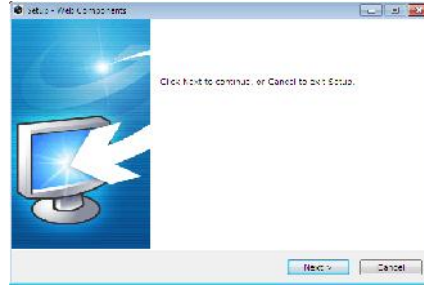 Setup - Web Components
Click Next to continue, or Cancel to exit Setup.
Next >
Cancel